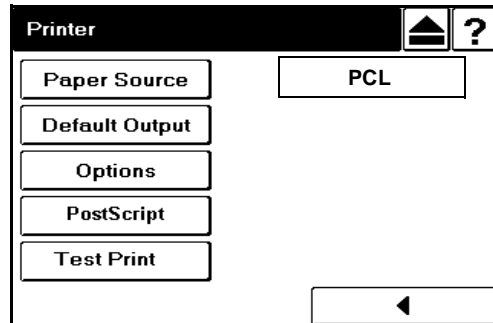 Printer ?
Paper Source
PCL
Default Output
Options
PostScript
Test Print